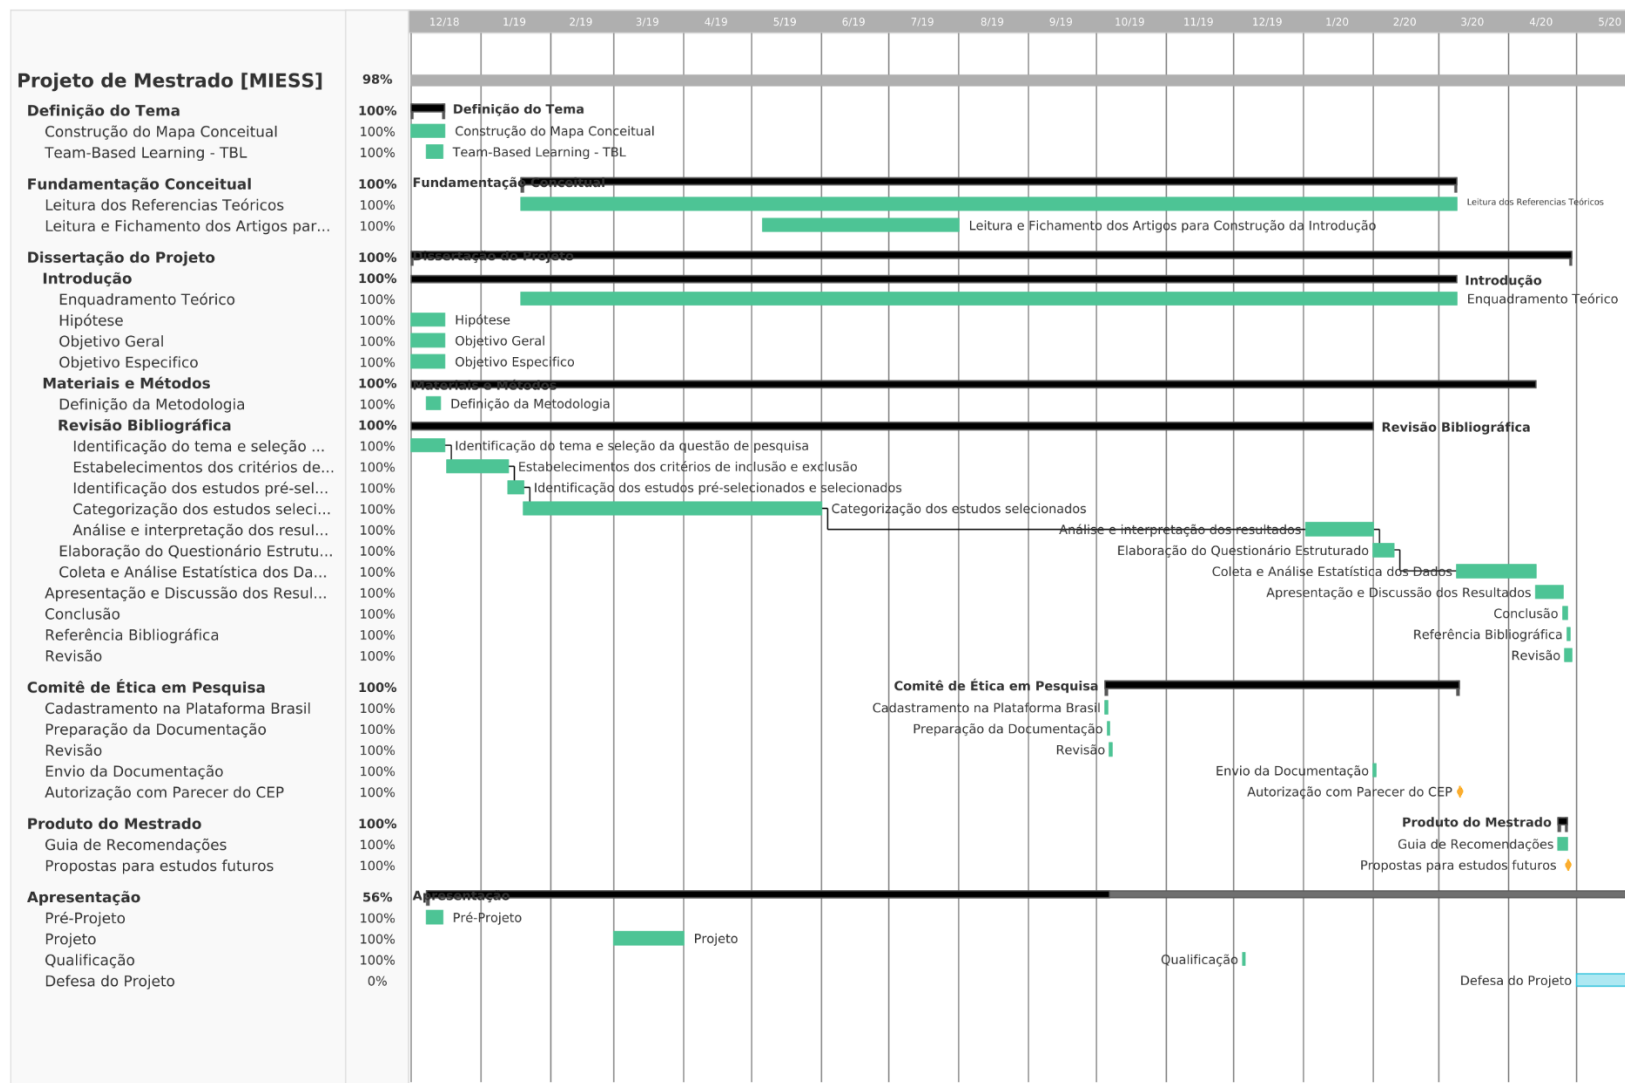 12/18 1/19 2/19 3/19 4/19 5/19 6/19 7/19 8/19 9/19 10/19 11/19 12/19 1/20 2/20 3/20 4/20 5/20
Projeto de Mestrado [MIESS] 98%
Definição do Tema 100% Definição do Tema
Construção do Mapa Conceitual 100% Construção do Mapa Conceitual
Team-Based Learning - TBL 100% Team-Based Learning - TBL
Fundamentação Conceitual 100% Fundamentação Conceitual
Leitura dos Referencias Teóricos 100% Leitura dos Referencias Teóricos
Leitura e Fichamento dos Artigos par... 100% Leitura e Fichamento dos Artigos para Construção da Introdução
Dissertação do Projeto 100% Dissertação do Projeto
Introdução 100% Introdução
Enquadramento Teórico 100% Enquadramento Teórico
Hipótese 100% Hipótese
Objetivo Geral 100% Objetivo Geral
Objetivo Especifico 100% Objetivo Especifico
Materiais e Métodos 100% Materiais e Métodos
Definição da Metodologia 100% Definição da Metodologia
Revisão Bibliográfica 100% Revisão Bibliográfica
Identificação do tema e seleção ... 100% Identificação do tema e seleção da questão de pesquisa
Estabelecimentos dos critérios de... 100% Estabelecimentos dos critérios de inclusão e exclusão
Identificação dos estudos pré-sel... 100% Identificação dos estudos pré-selecionados e selecionados
Categorização dos estudos seleci... 100% Categorização dos estudos selecionados
Análise e interpretação dos resul... 100% Análise e interpretação dos resultados
Elaboração do Questionário Estrutu... 100% Elaboração do Questionário Estruturado
Coleta e Análise Estatística dos Da... 100% Coleta e Análise Estatística dos Dados
Apresentação e Discussão dos Resul... 100% Apresentação e Discussão dos Resultados
Conclusão 100% Conclusão
Referência Bibliográfica 100% Referência Bibliográfica
Revisão 100% Revisão
Comitê de Ética em Pesquisa 100% Comitê de Ética em Pesquisa
Cadastramento na Plataforma Brasil 100% Cadastramento na Plataforma Brasil
Preparação da Documentação 100% Preparação da Documentação
Revisão 100% Revisão
Envio da Documentação 100% Envio da Documentação
Autorização com Parecer do CEP 100% Autorização com Parecer do CEP
Produto do Mestrado 100% Produto do Mestrado
Guia de Recomendações 100% Guia de Recomendações
Propostas para estudos futuros 100% Propostas para estudos futuros
Apresentação 56% Apresentação
Pré-Projeto 100% Pré-Projeto
Projeto 100% Projeto
Qualificação 100% Qualificação
Defesa do Projeto 0% Defesa do Projeto